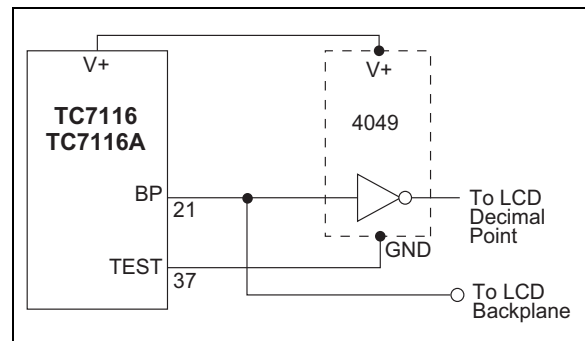 V+
V+
TC7116
TC7116A
4049
BP
21
To LCD
Decimal
Point
GND
TEST
37
To LCD
Backplane